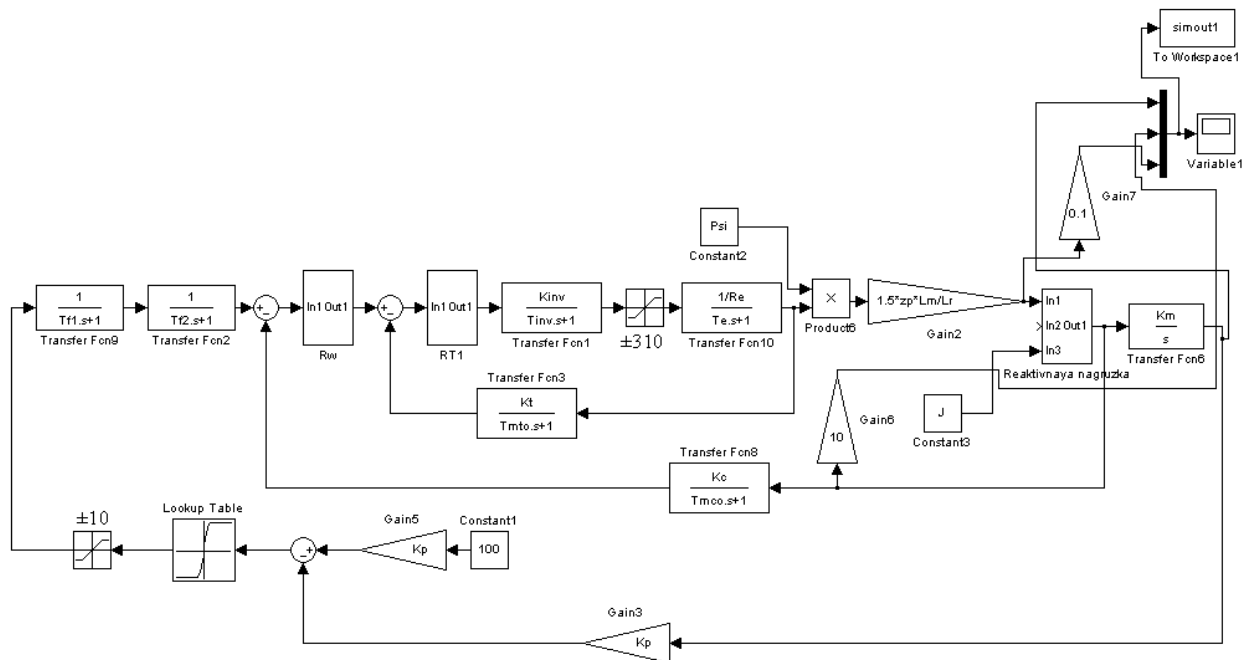 simout1
To Workspace1
Variable1
Gain7
0.1
Psi
Constant2
1
Tf1.s+1
Transfer Fcn9
1
Tf2.s+1
Transfer Fcn2
In1 Out1
Rw
In1 Out1
RT1
Kinv
Tinv.s+1
Transfer Fcn1
±310
1/Re
Te.s+1
Transfer Fcn10
×
Product6
1.5*zp*Lm/Lr
Gain2
In1
In2 Out1
In3
Reaktivnaya nagruzka
Km
s
Transfer Fcn6
Transfer Fcn3
Kt
Tmto.s+1
10
Gain6
J
Constant3
Transfer Fcn8
Kc
Tmco.s+1
±10
Lookup Table
Gain5
Kp
Constant1
100
Gain3
Kp